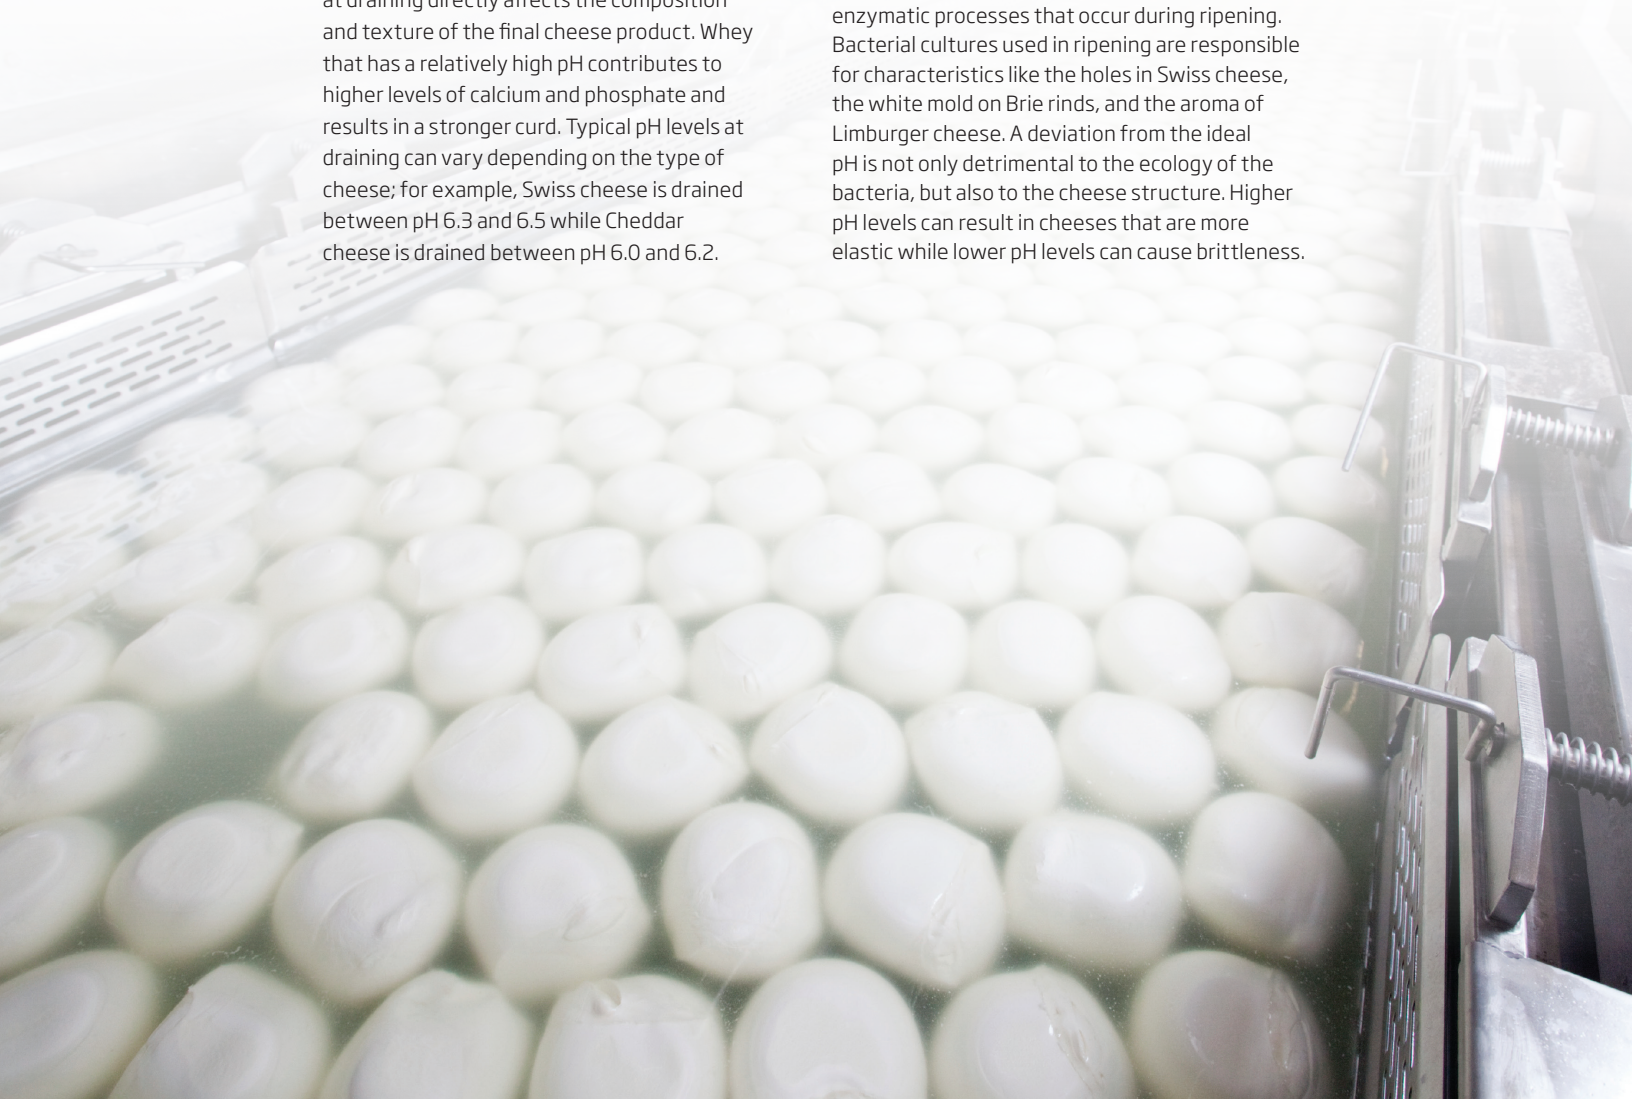 at draining directly affects the composition
and texture of the final cheese product. Whey
that has a relatively high pH contributes to
higher levels of calcium and phosphate and
results in a stronger curd. Typical pH levels at
draining can vary depending on the type of
cheese; for example, Swiss cheese is drained
between pH 6.3 and 6.5 while Cheddar
cheese is drained between pH 6.0 and 6.2.
enzymatic processes that occur during ripening.
Bacterial cultures used in ripening are responsible
for characteristics like the holes in Swiss cheese,
the white mold on Brie rinds, and the aroma of
Limburger cheese. A deviation from the ideal
pH is not only detrimental to the ecology of the
bacteria, but also to the cheese structure. Higher
pH levels can result in cheeses that are more
elastic while lower pH levels can cause brittleness.